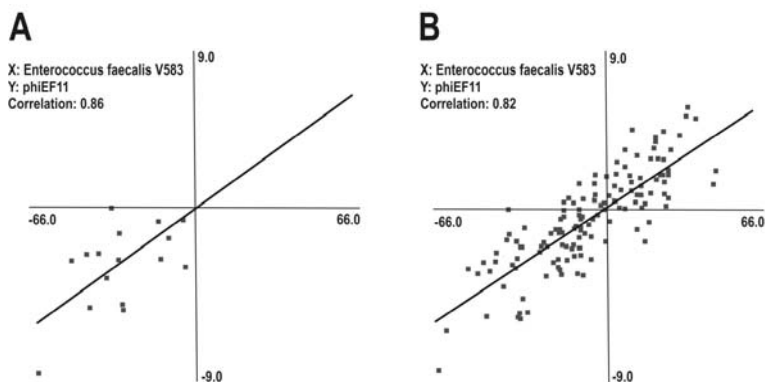 A
9.0
X: Enterococcus faecalis V583
Y: phiEF11
Correlation: 0.86
-66.0
66.0
-9.0
B
9.0
X: Enterococcus faecalis V583
Y: phiEF11
Correlation: 0.82
-66.0
66.0
-9.0